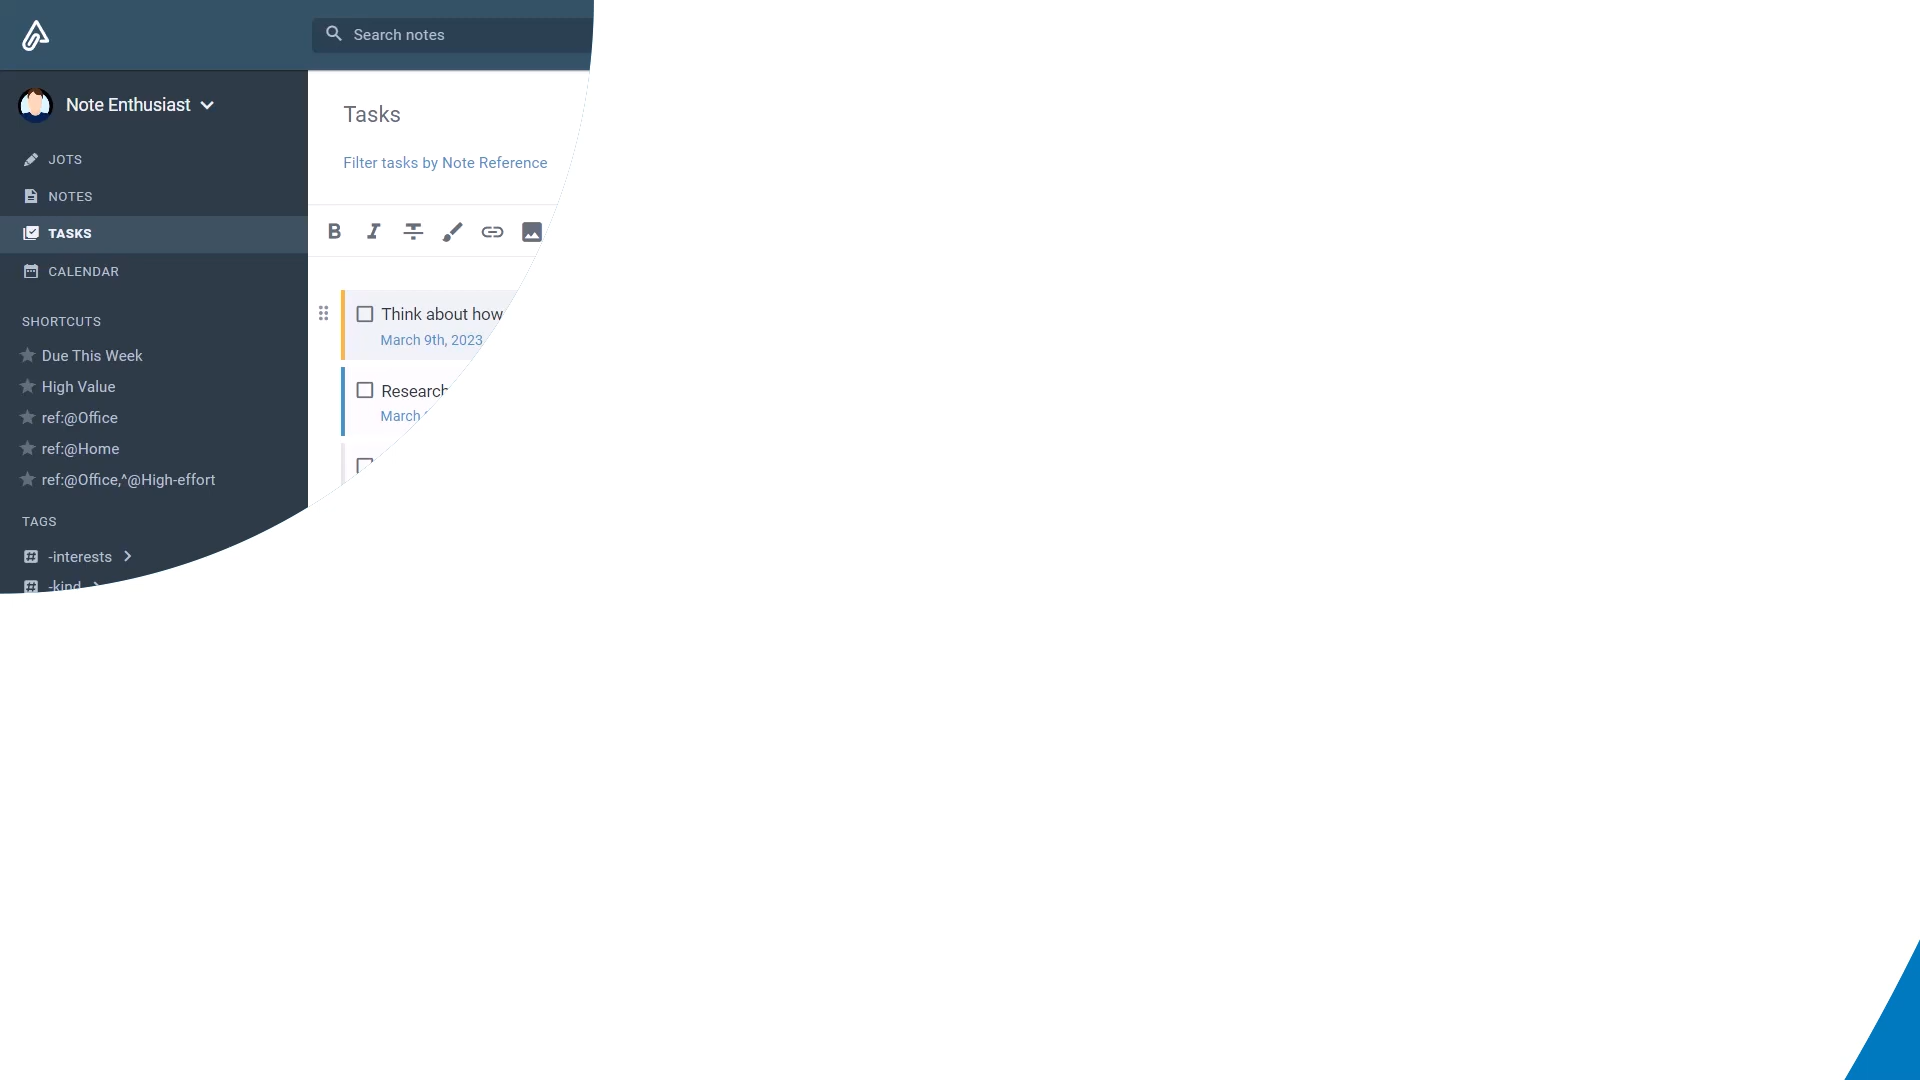 Search notes
Note Enthusiast
JOTS
NOTES
TASKS
CALENDAR
SHORTCUTS
Due This Week
High Value
ref:@Office
ref:@Home
ref:@Office,^@High-effort
TAGS
-interests
-kind
Tasks
Filter tasks by Note Reference
Think about how
March 9th, 2023
Research
March